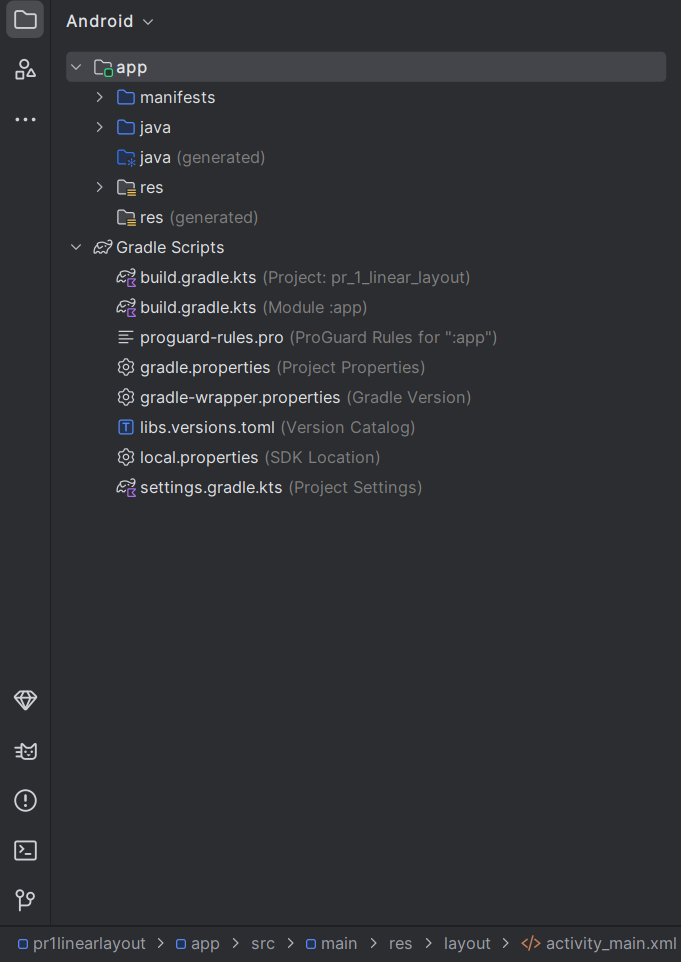 Android
app
manifests
java
java (generated)
res
res (generated)
Gradle Scripts
build.gradle.kts (Project: pr_1_linear_layout)
build.gradle.kts (Module :app)
proguard-rules.pro (ProGuard Rules for ":app")
gradle.properties (Project Properties)
gradle-wrapper.properties (Gradle Version)
libs.versions.toml (Version Catalog)
local.properties (SDK Location)
settings.gradle.kts (Project Settings)
pr1linearlayout > app > src > main > res > layout > </> activity_main.xml